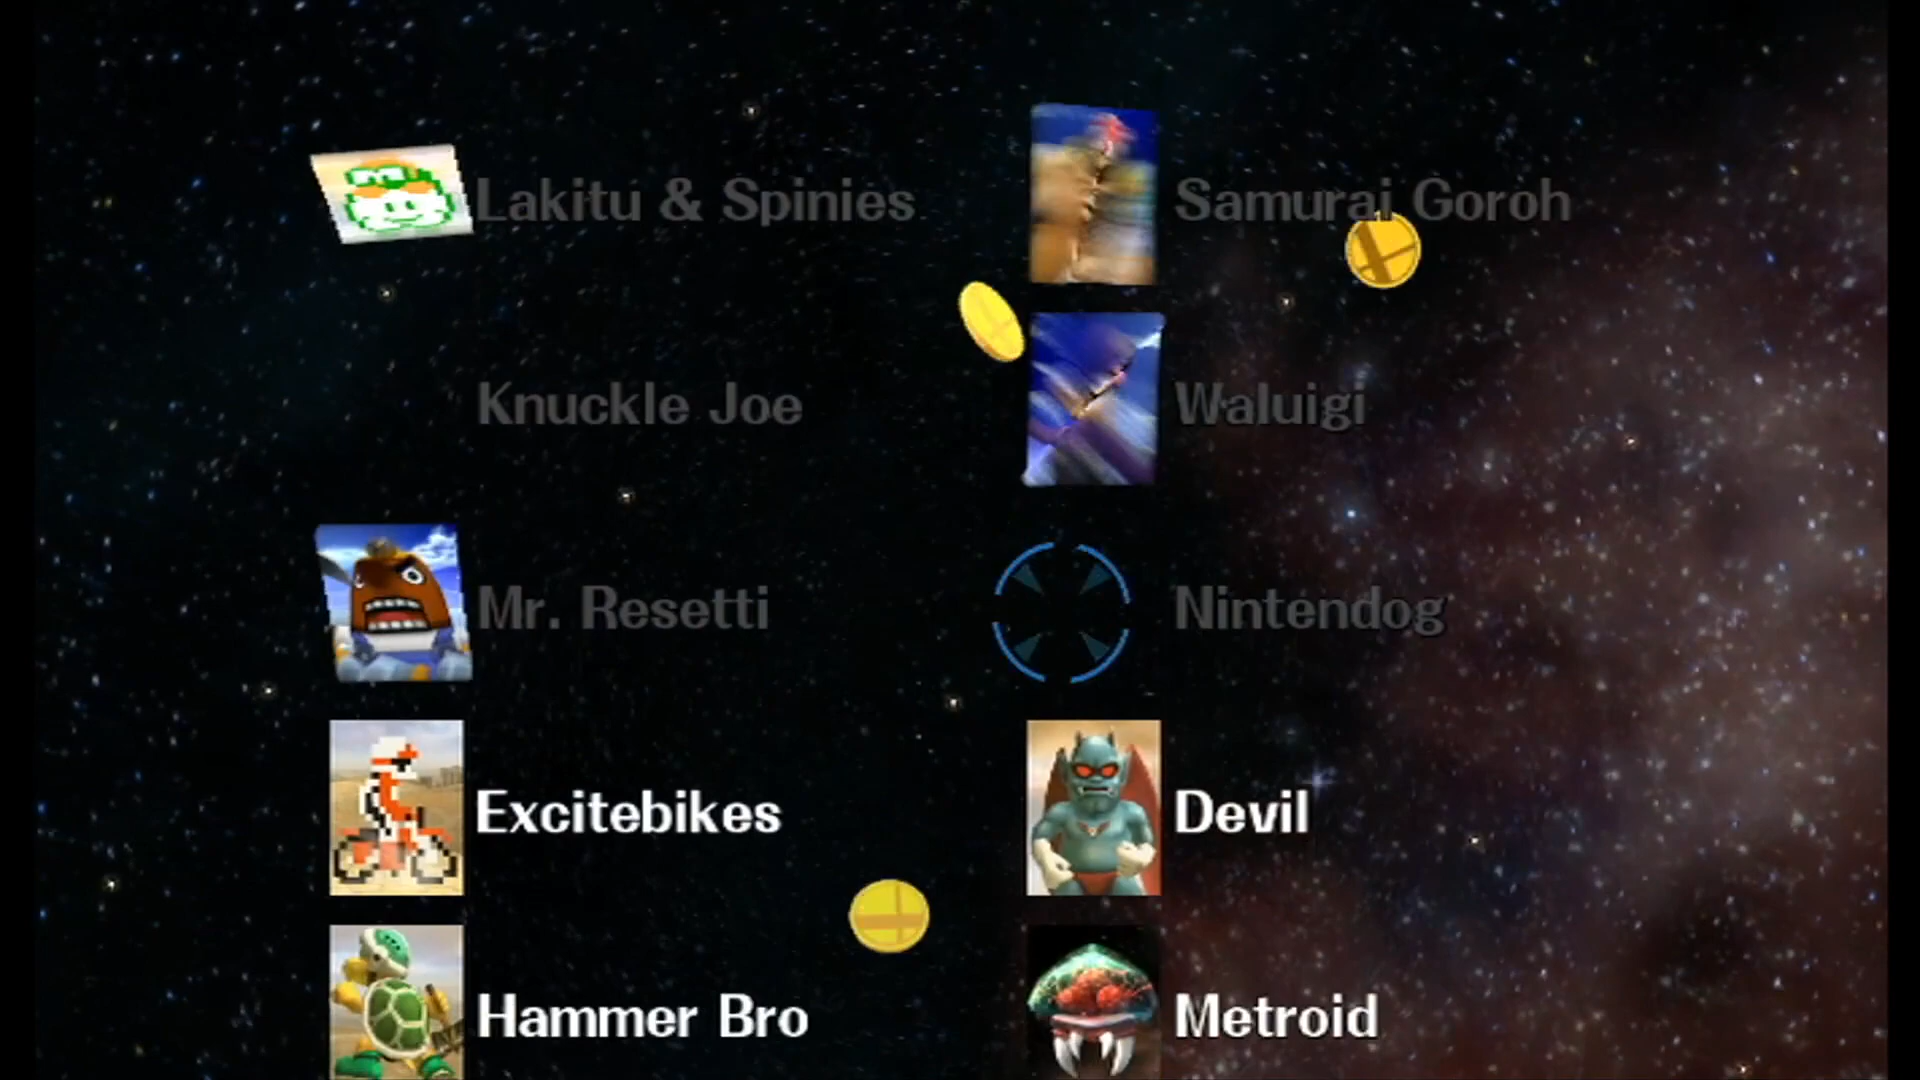 Lakitu & Spinies
Samurai Goroh
Knuckle Joe
Waluigi
Mr. Resetti
Nintendog
Excitebikes
Devil
Hammer Bro
Metroid